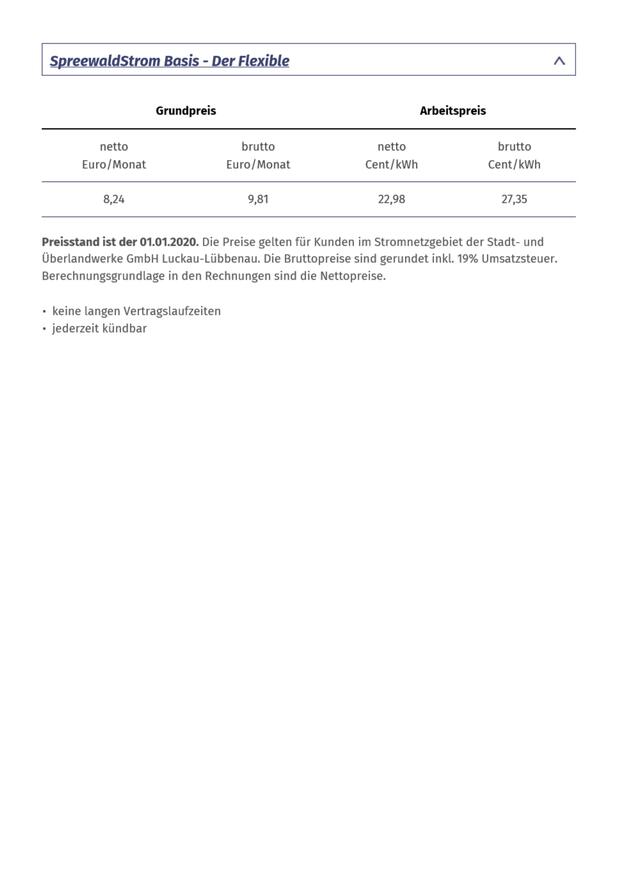 SpreewaldStrom Basis - Der Flexible
Grundpreis Arbeitspreis
netto brutto netto brutto
Euro/Monat Euro/Monat Cent/kWh Cent/kWh
8,24 9,81 22,98 27,35
Preisstand ist der 01.01.2020. Die Preise gelten für Kunden im Stromnetzgebiet der Stadt- und
Überlandwerke GmbH Luckau-Lübbenau. Die Bruttopreise sind gerundet inkl. 19% Umsatzsteuer.
Berechnungsgrundlage in den Rechnungen sind die Nettopreise.
• keine langen Vertragslaufzeiten
• jederzeit kündbar